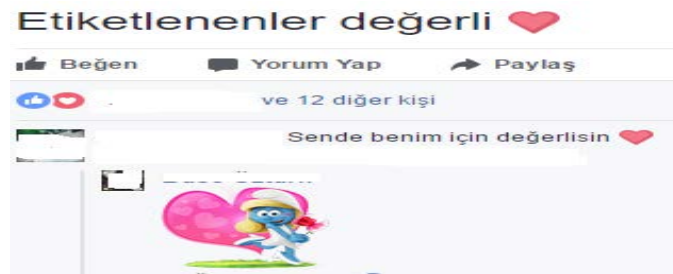 Etiketlenenler değerli
Beğen Yorum Yap Paylaş
ve 12 diğer kişi
Sende benim için değerlisin